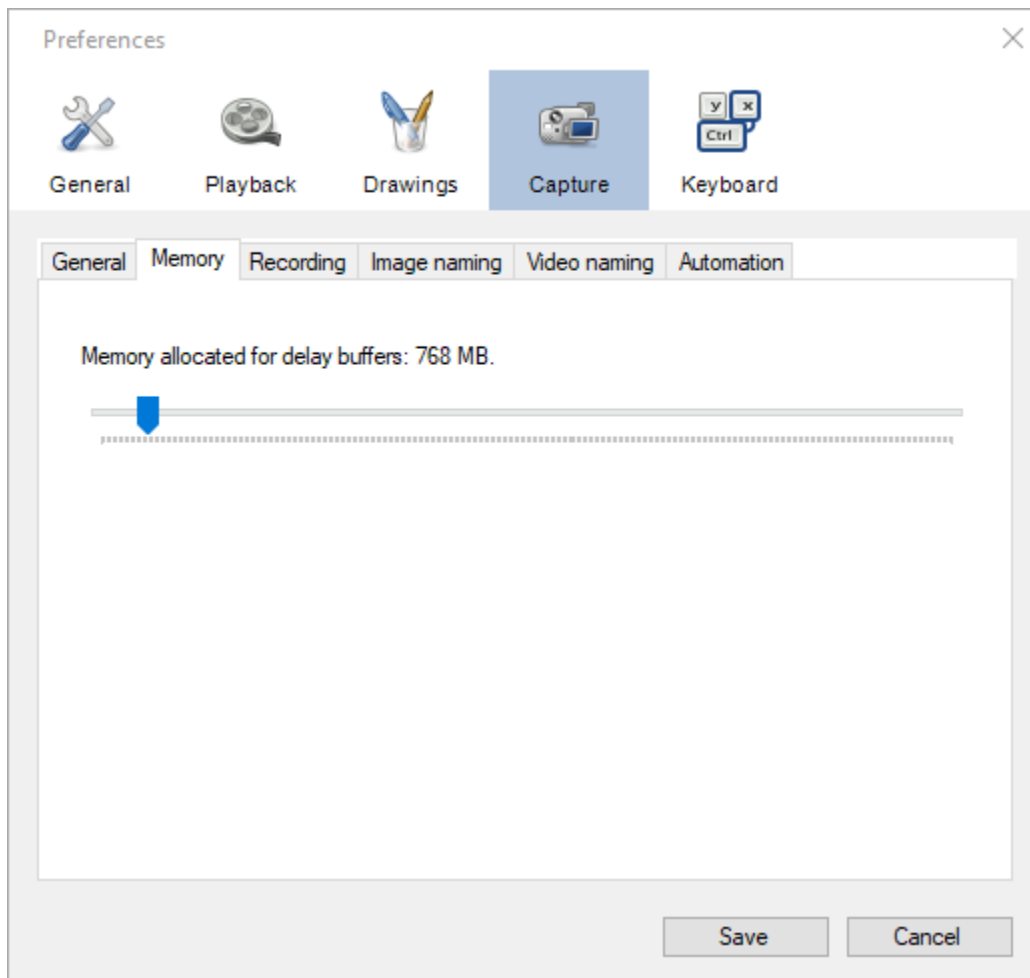 Preferences
y x
Ctrl
General Playback Drawings Capture Keyboard
General Memory Recording Image naming Video naming Automation
Memory allocated for delay buffers: 768 MB.
Save Cancel